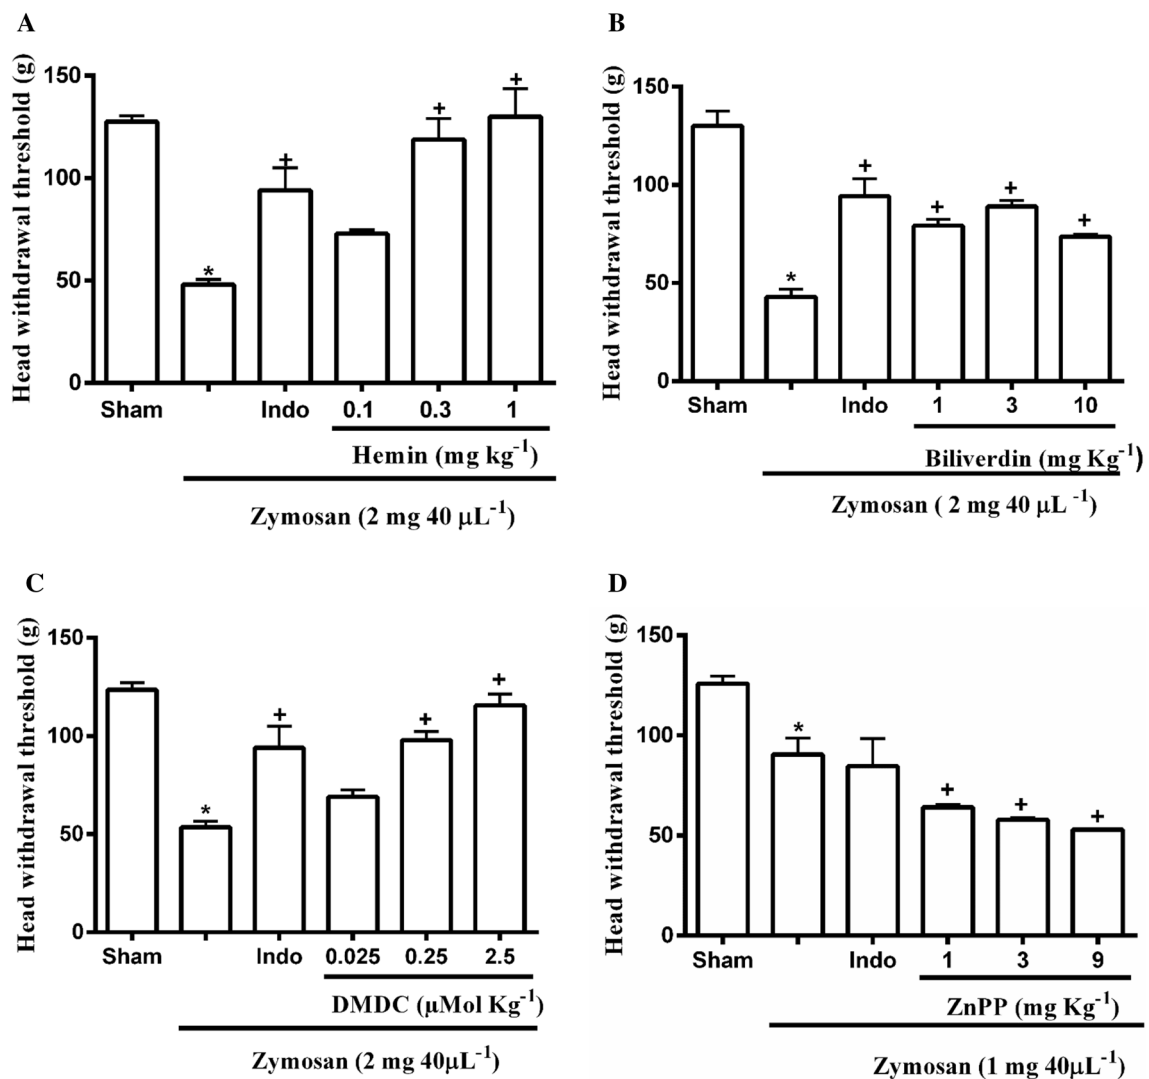 A
Head withdrawal threshold (g)
150
100
50
0
*
+
+
+
Sham Indo 0.1 0.3 1
Hemin (mg kg-1)
Zymosan (2 mg 40 µL-1)
B
Head withdrawal threshold (g)
150
100
50
0
*
+
+
+
+
Sham Indo 1 3 10
Biliverdin (mg Kg-1)
Zymosan ( 2 mg 40 µL -1)
C
Head withdrawal threshold (g)
150
100
50
0
*
+
+
+
Sham Indo 0.025 0.25 2.5
DMDC (µMol Kg-1)
Zymosan (2 mg 40µL-1)
D
Head withdrawal threshold (g)
150
100
50
0
*
+
+
+
Sham Indo 1 3 9
ZnPP (mg Kg-1)
Zymosan (1 mg 40µL-1)